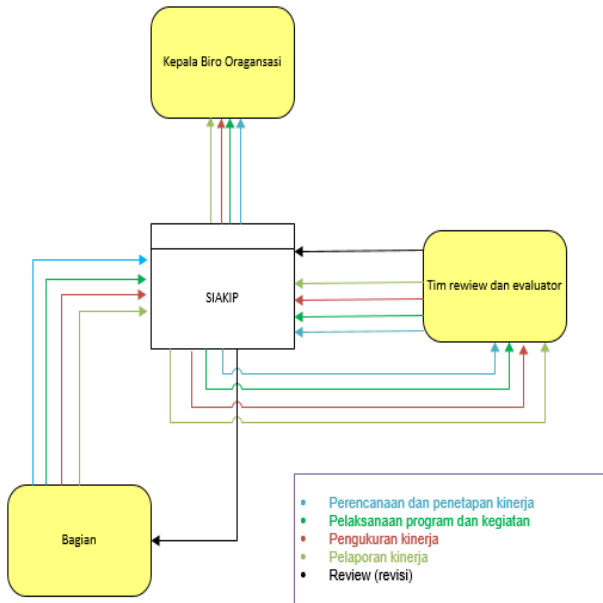 Kepala Biro Oragansasi
SIAKIP
Tim rewiew dan evaluator
Bagian
• Perencanaan dan penetapan kinerja
• Pelaksanaan program dan kegiatan
• Pengukuran kinerja
• Pelaporan kinerja
• Review (revisi)